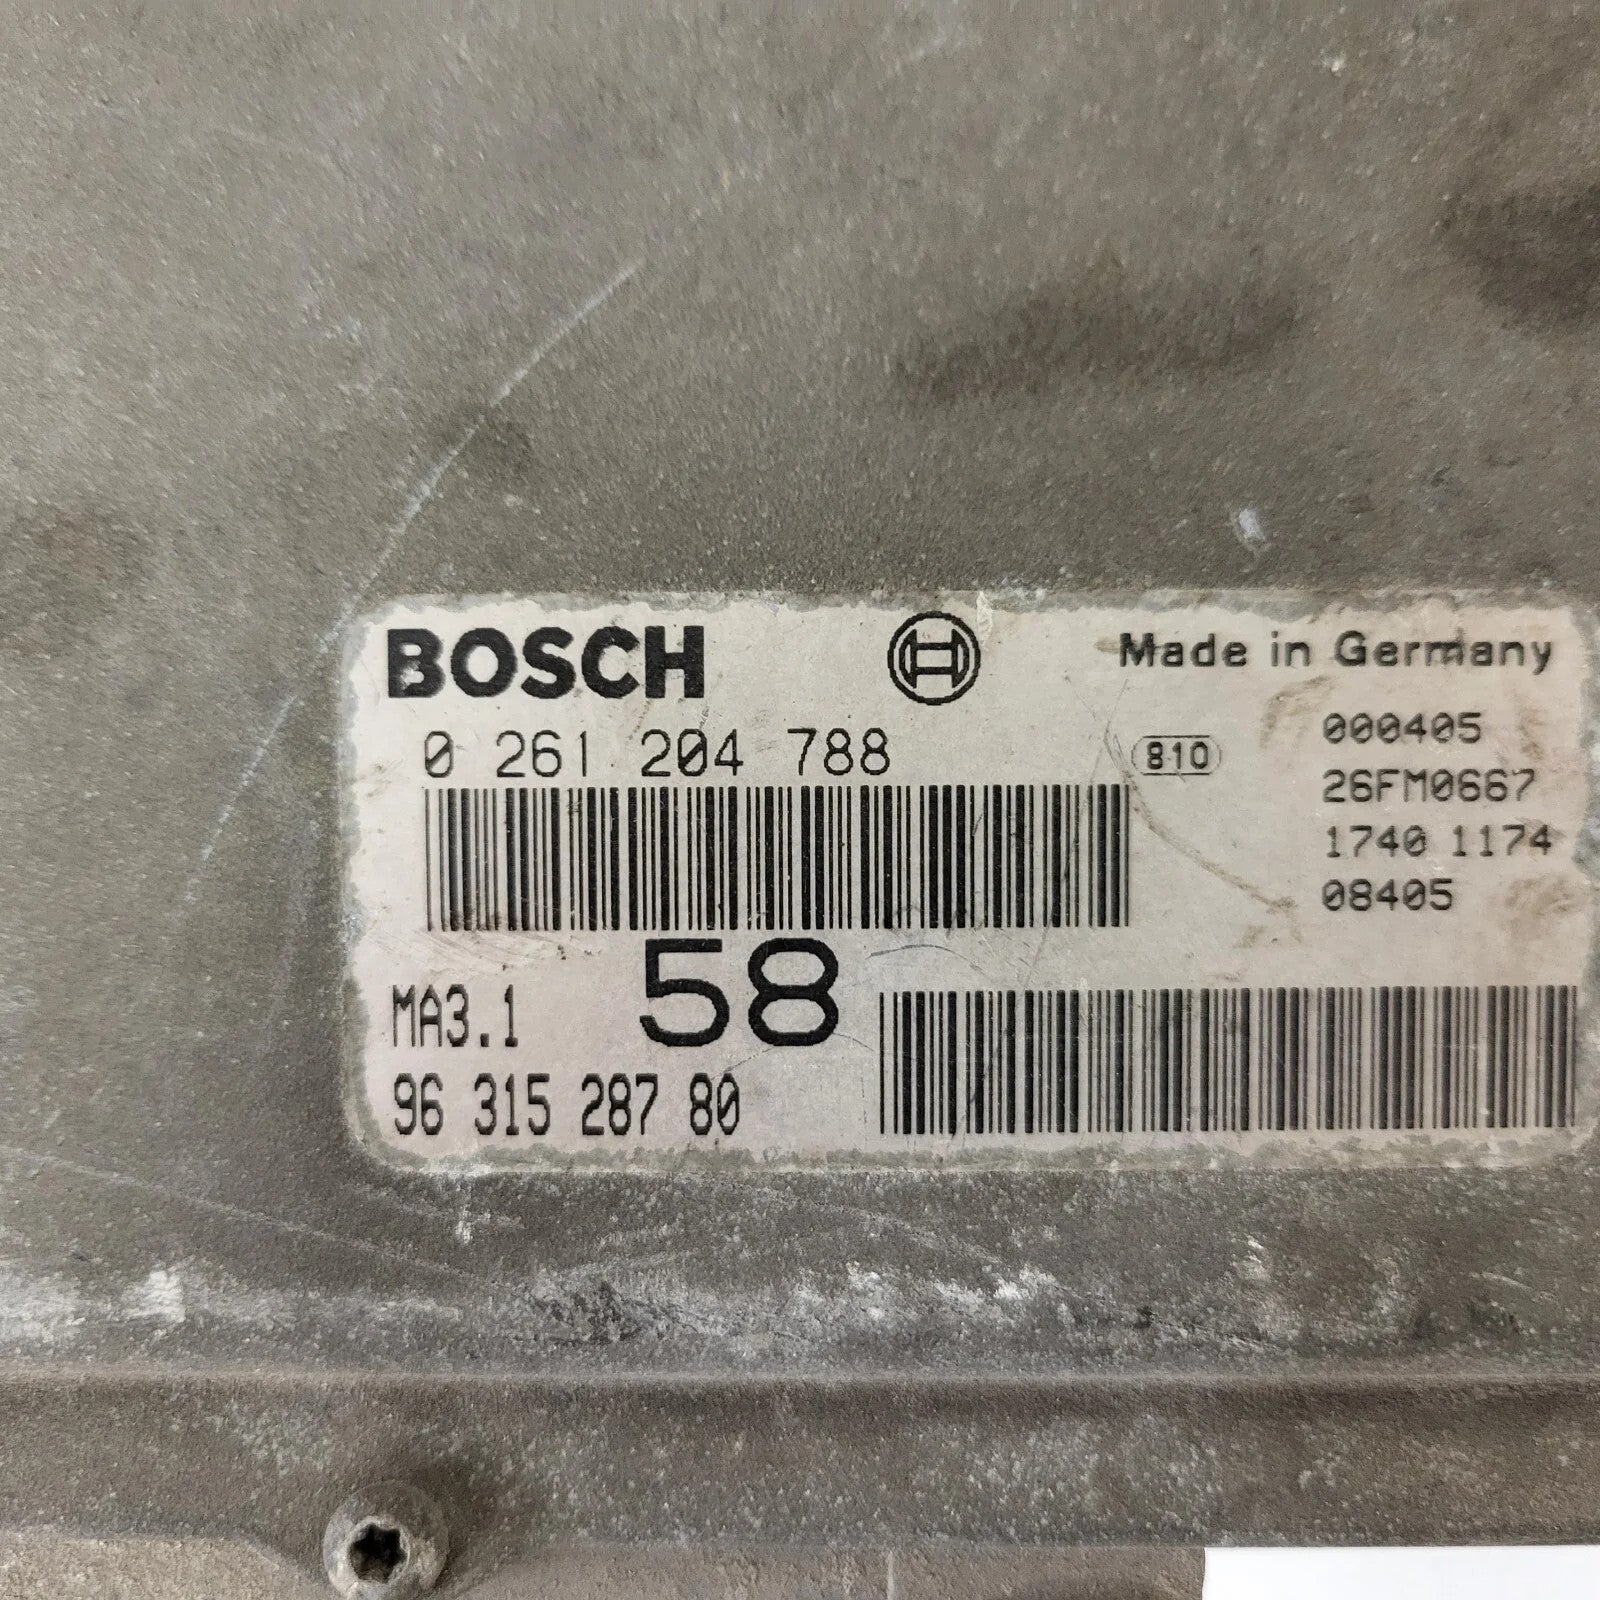 BOSCH
Made in Germany
0 261 204 788
810
000405
26FM0667
1740 1174
08405
MA3.1
58
96 315 287 80